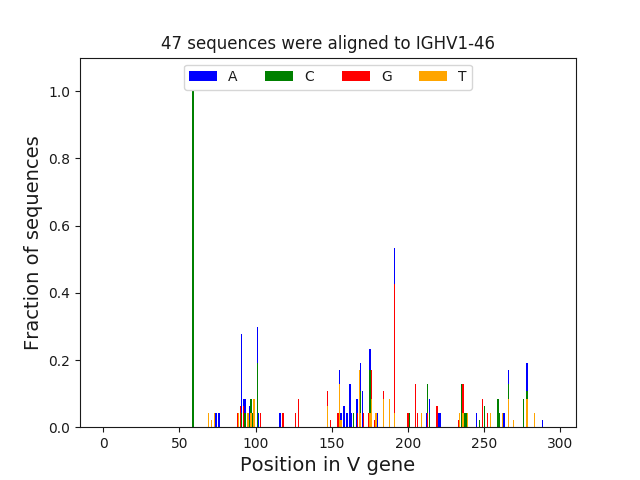 47 sequences were aligned to IGHV1-46
A C G T
1.0
0.8
0.6
0.4
0.2
0.0
Fraction of sequences
0 50 100 150 200 250 300
Position in V gene